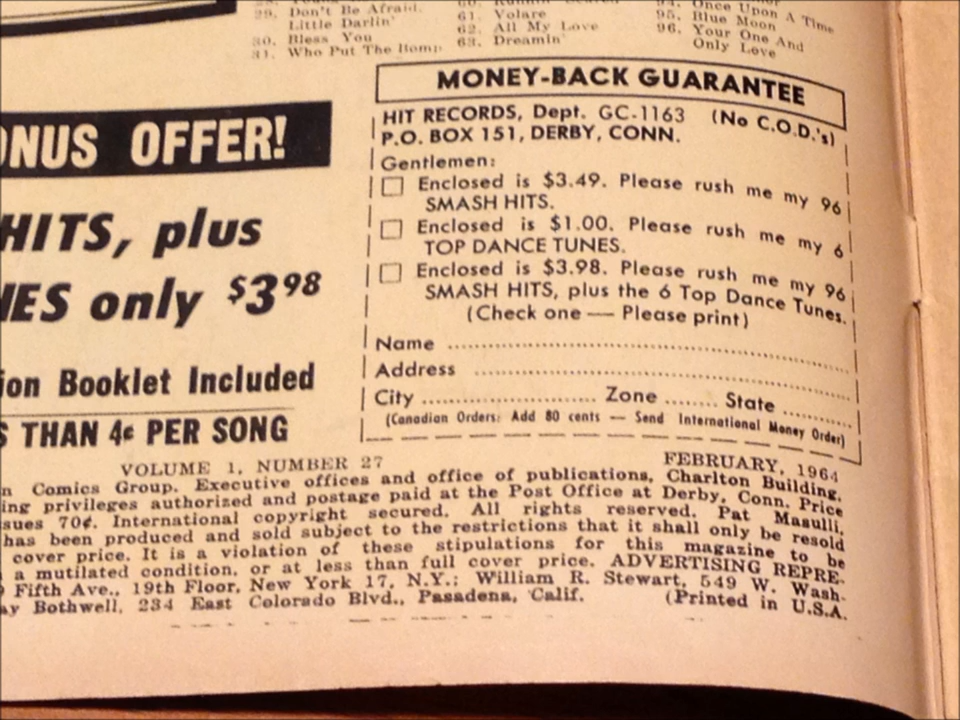 29. Don't Be Afraid.
Little Darlin'
30. Bless You
31. Who Put The Bomp
61. Volare
62. All My Love
63. Dreamin'
94. Once Upon A Time
95. Blue Moon
96. Your One And
Only Love
ONUS OFFER!
HITS, plus
NES only $3.98
ion Booklet Included
S THAN 4¢ PER SONG
MONEY-BACK GUARANTEE
HIT RECORDS, Dept. GC-1163 (No C.O.D.'s)
P.O. BOX 151, DERBY, CONN.
Gentlemen:
Enclosed is $3.49. Please rush me my 96
SMASH HITS.
Enclosed is $1.00. Please rush me my 6
TOP DANCE TUNES.
Enclosed is $3.98. Please rush me my 96
SMASH HITS, plus the 6 Top Dance Tunes.
(Check one — Please print)
Name
Address
City Zone State
(Canadian Orders: Add 80 cents — Send International Money Order)
VOLUME 1, NUMBER 27 FEBRUARY, 1964
n Comics Group. Executive offices and office of publications, Charlton Building,
ing privileges authorized and postage paid at the Post Office at Derby, Conn. Price
sues 70¢. International copyright secured. All rights reserved. Pat Masulli,
has been produced and sold subject to the restrictions that it shall only be resold
cover price. It is a violation of these stipulations for this magazine to be
a mutilated condition, or at less than full cover price. ADVERTISING REPRE-
Fifth Ave., 19th Floor, New York 17, N.Y.; William R. Stewart, 549 W. Wash-
ay Bothwell, 234 East Colorado Blvd., Pasadena, Calif. (Printed in U.S.A.